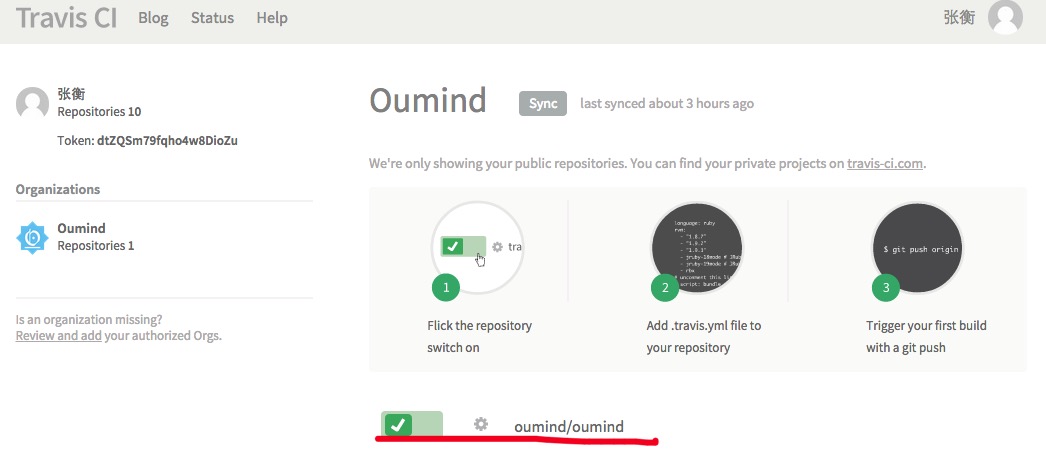 Travis CI Blog Status Help 张衡
张衡
Repositories 10
Token: dtZQSm79fqho4w8DioZu
Organizations
Oumind
Repositories 1
Is an organization missing?
Review and add your authorized Orgs.
Oumind Sync last synced about 3 hours ago
We're only showing your public repositories. You can find your private projects on travis-ci.com.
tra
1
Flick the repository
switch on
language: ruby
rvm:
- "1.8.7"
- "1.9.2"
- "1.9.3"
- jruby-18mode # JRu
- jruby-19mode # JRu
- rbx
# uncomment this li
script: bundle
2
Add .travis.yml file to
your repository
$ git push origin
3
Trigger your first build
with a git push
oumind/oumind